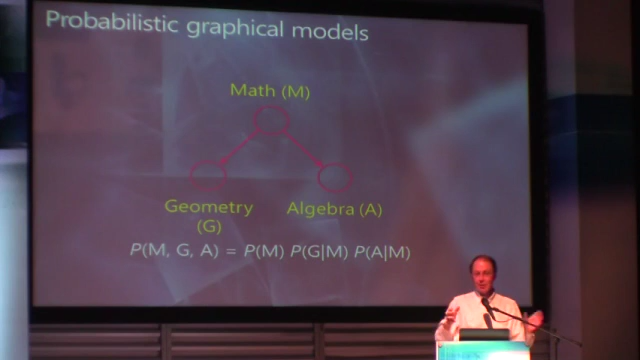 Probabilistic graphical models
Math (M)
Geometry
(G)
Algebra (A)
P(M, G, A) = P(M) P(G|M) P(A|M)